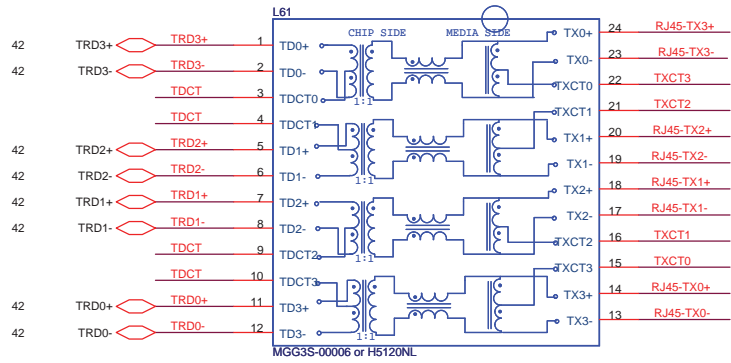 L61
CHIP SIDE MEDIA SIDE
42 TRD3+ TRD3+ 1 TD0+ TX0+ 24 RJ45-TX3+
42 TRD3- TRD3- 2 TD0- TX0- 23 RJ45-TX3-
TDCT 3 TDCT0 TXCT0 22 TXCT3
1:1
TDCT 4 TDCT1 TXCT1 21 TXCT2
42 TRD2+ TRD2+ 5 TD1+ TX1+ 20 RJ45-TX2+
42 TRD2- TRD2- 6 TD1- TX1- 19 RJ45-TX2-
1:1
42 TRD1+ TRD1+ 7 TD2+ TX2+ 18 RJ45-TX1+
42 TRD1- TRD1- 8 TD2- TX2- 17 RJ45-TX1-
TDCT 9 TDCT2 TXCT2 16 TXCT1
1:1
TDCT 10 TDCT3 TXCT3 15 TXCT0
42 TRD0+ TRD0+ 11 TD3+ TX3+ 14 RJ45-TX0+
42 TRD0- TRD0- 12 TD3- TX3- 13 RJ45-TX0-
1:1
MGG3S-00006 or H5120NL